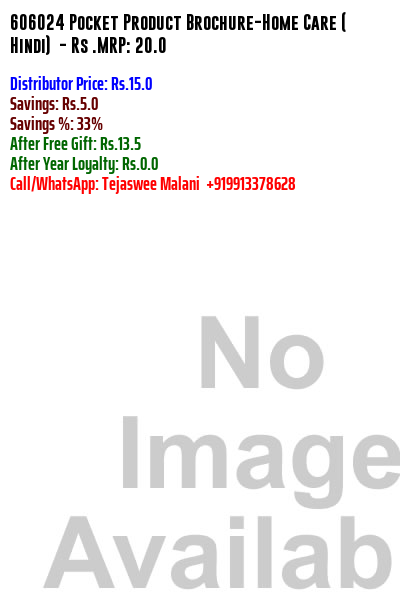 606024 Pocket Product Brochure-Home Care (
Hindi)  - Rs .MRP: 20.0
Distributor Price: Rs.15.0
Savings: Rs.5.0
Savings %: 33%
After Free Gift: Rs.13.5
After Year Loyalty: Rs.0.0
Call/WhatsApp: Tejaswee Malani  +919913378628
No
Image
Availab